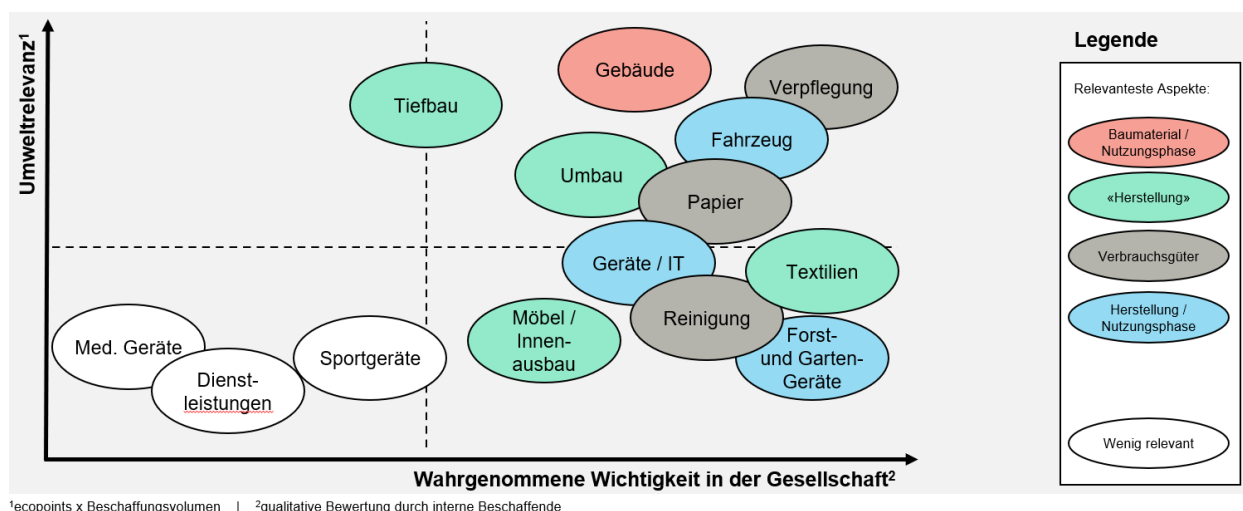 Umweltrelevanz¹
Gebäude
Verpflegung
Tiefbau
Fahrzeug
Umbau
Papier
Geräte / IT
Textilien
Reinigung
Möbel /
Innen-
ausbau
Forst-
und Garten-
Geräte
Med. Geräte
Sportgeräte
Dienst-
leistungen
Wahrgenommene Wichtigkeit in der Gesellschaft²
Legende
Relevanteste Aspekte:
Baumaterial /
Nutzungsphase
«Herstellung»
Verbrauchsgüter
Herstellung /
Nutzungsphase
Wenig relevant
¹ecopoints x Beschaffungsvolumen | ²qualitative Bewertung durch interne Beschaffende